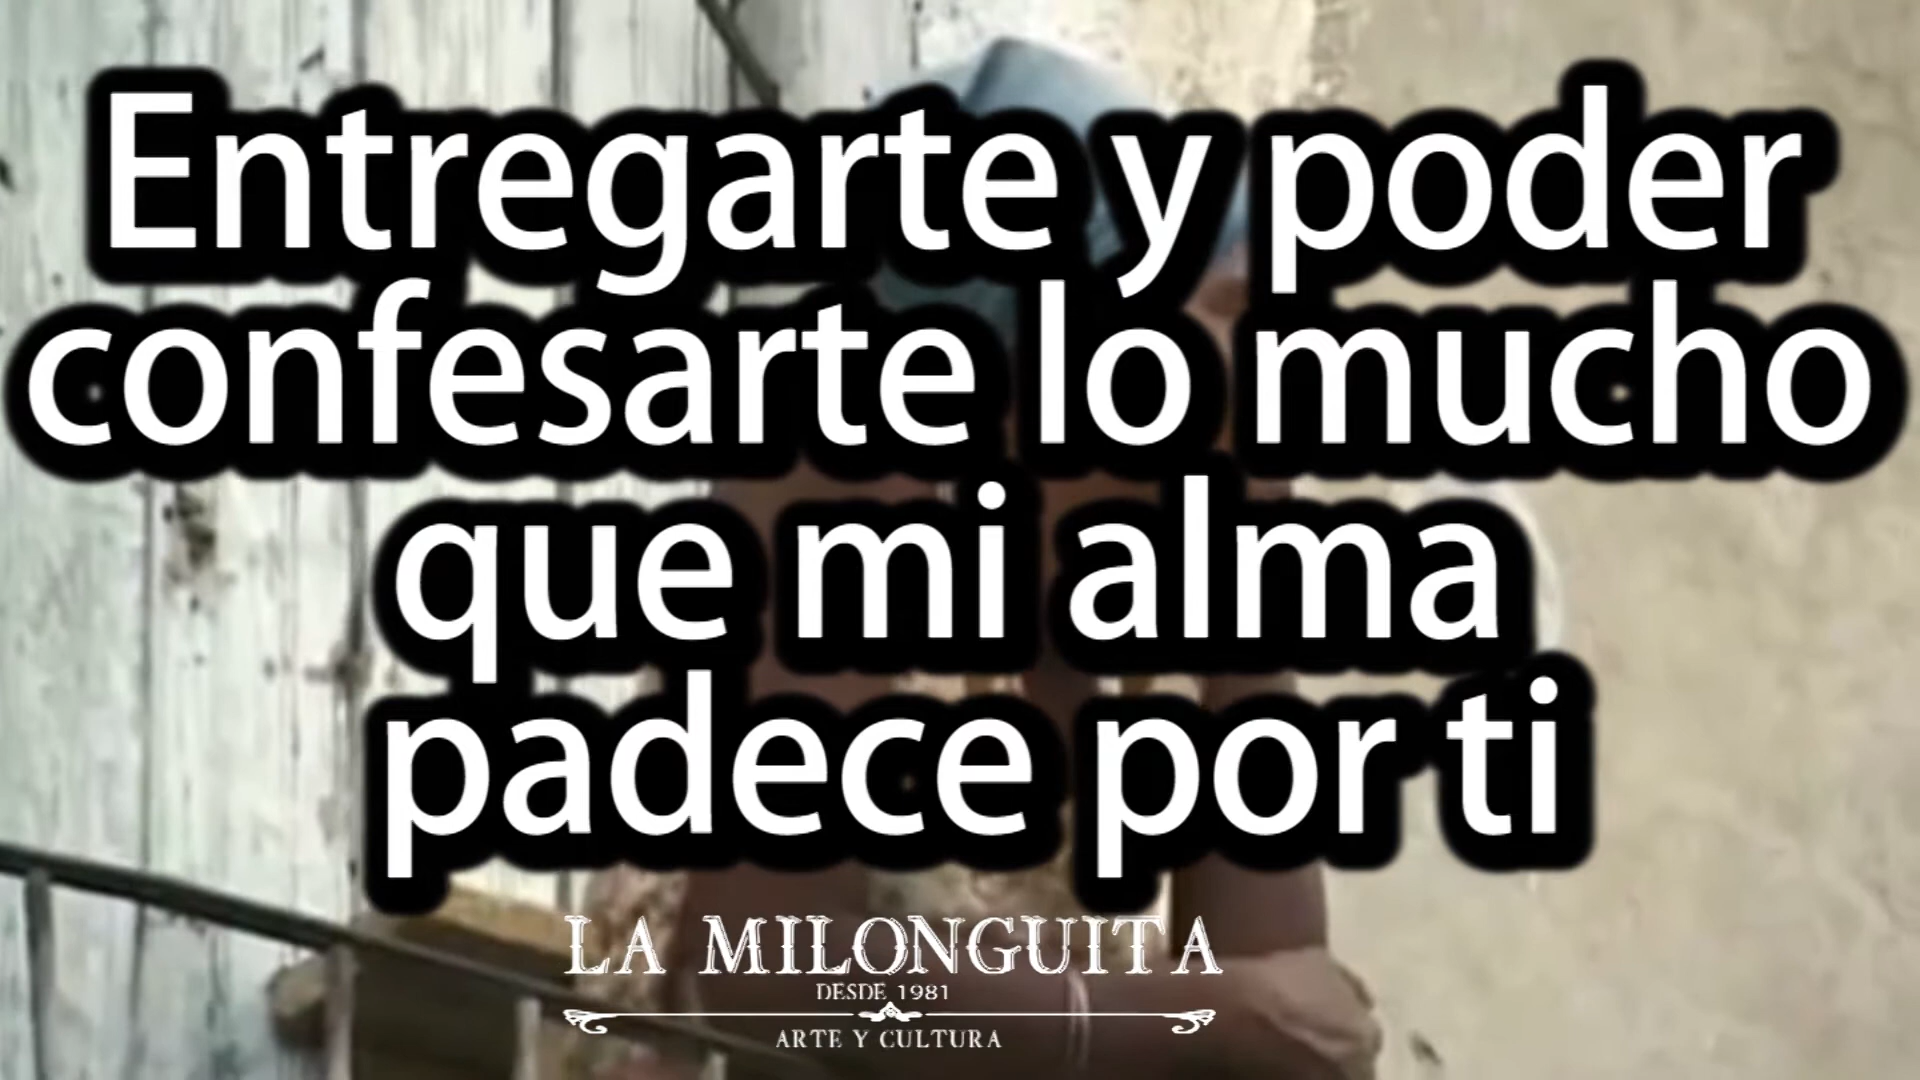 Entregarte y poder
confesarte lo mucho
que mi alma
padece por ti
LA MILONGUITA
DESDE 1981
ARTE Y CULTURA